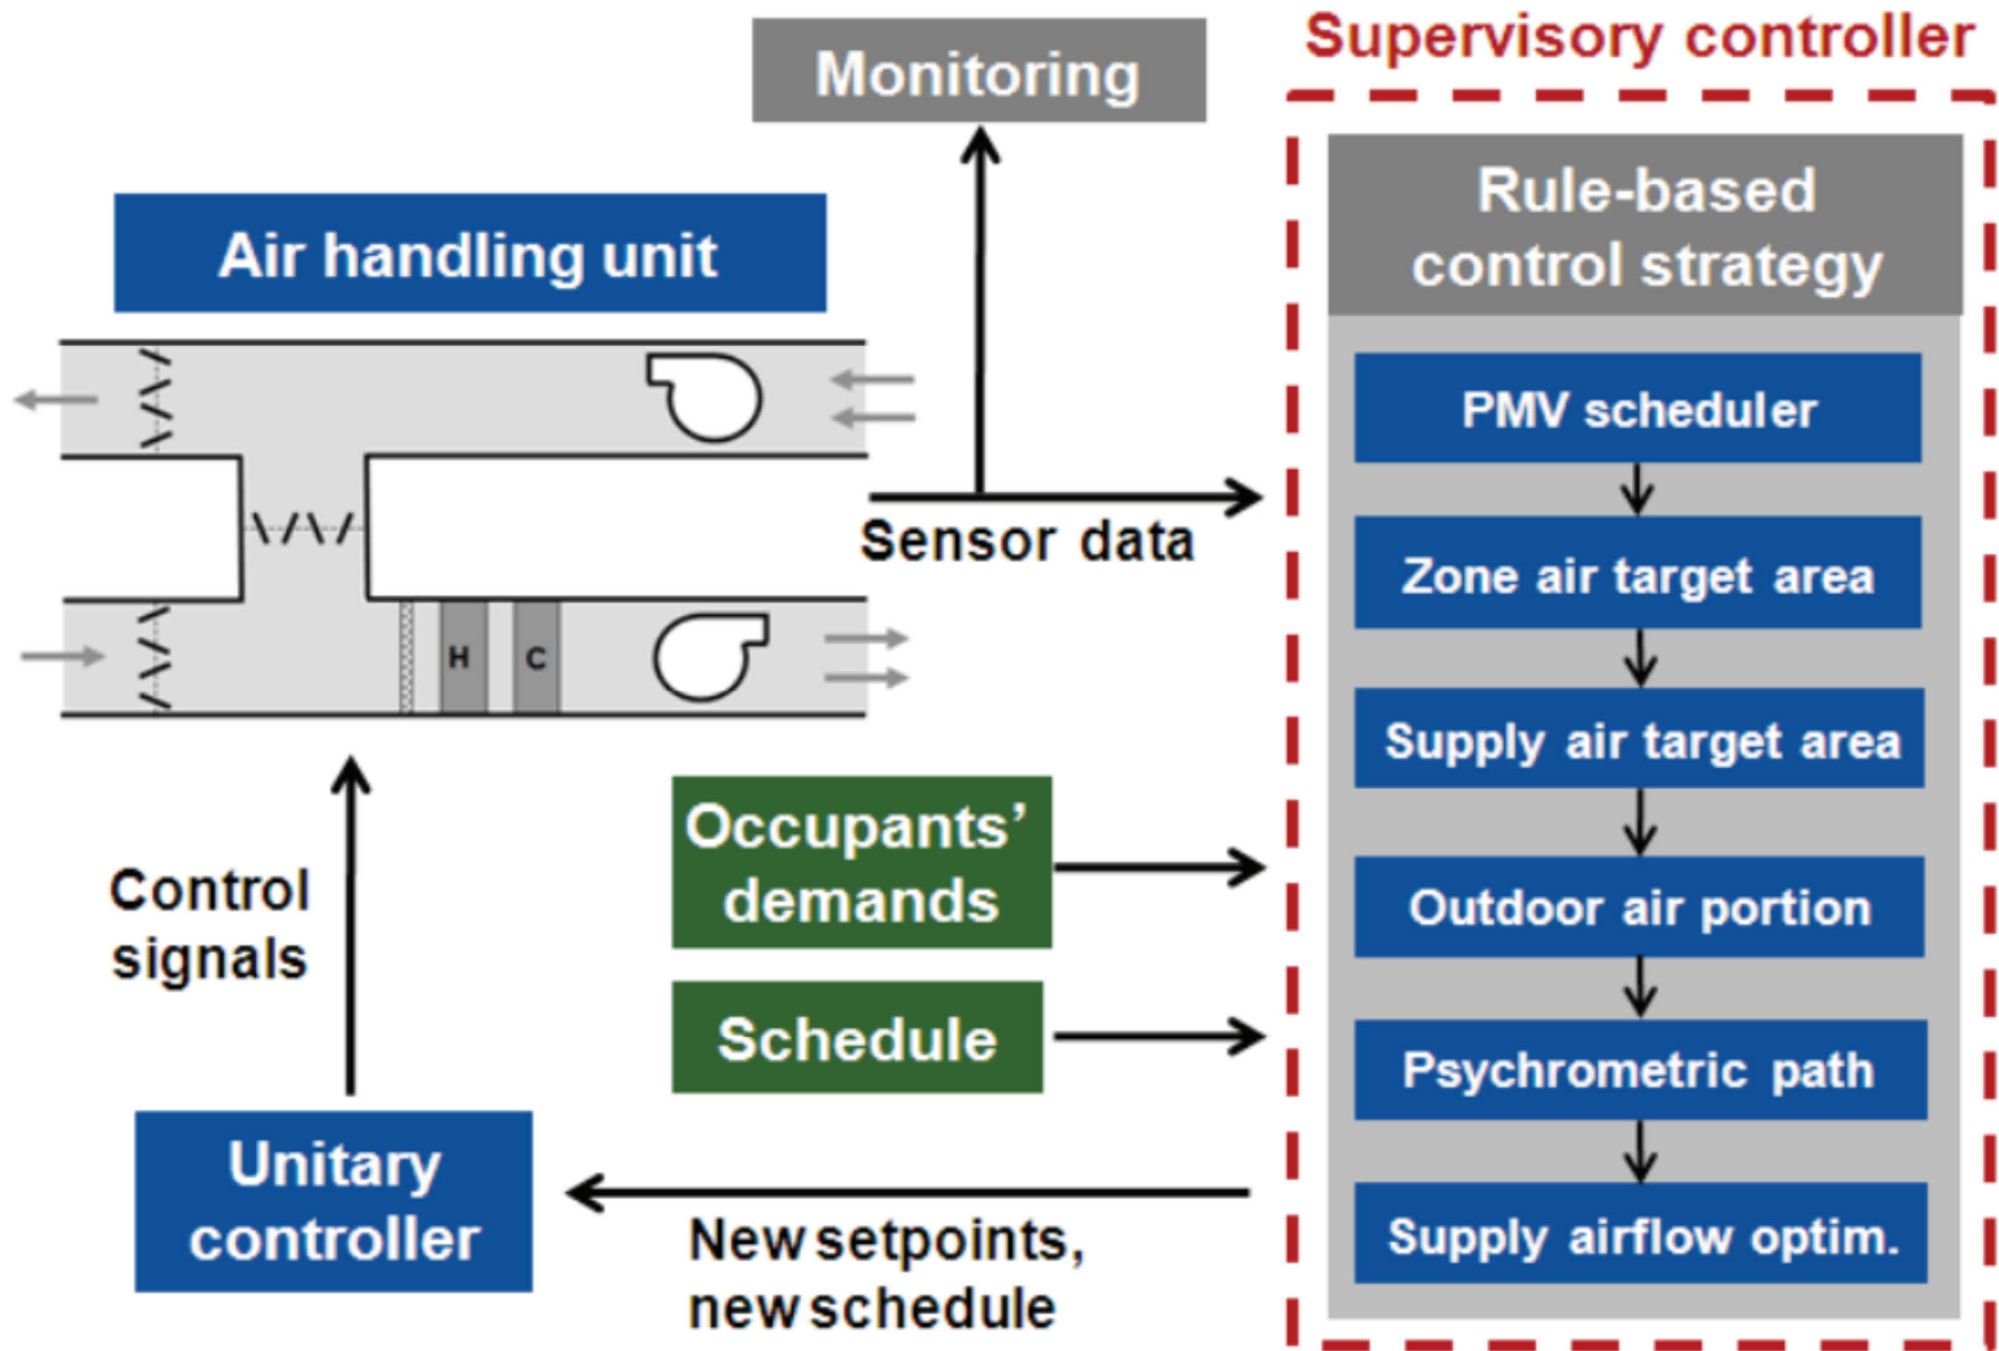 Supervisory controller
Monitoring
Rule-based
control strategy
Air handling unit
PMV scheduler
Sensor data
Zone air target area
H
C
Supply air target area
Occupants’
demands
Control
signals
Outdoor air portion
Schedule
Psychrometric path
Unitary
controller
New setpoints,
new schedule
Supply airflow optim.